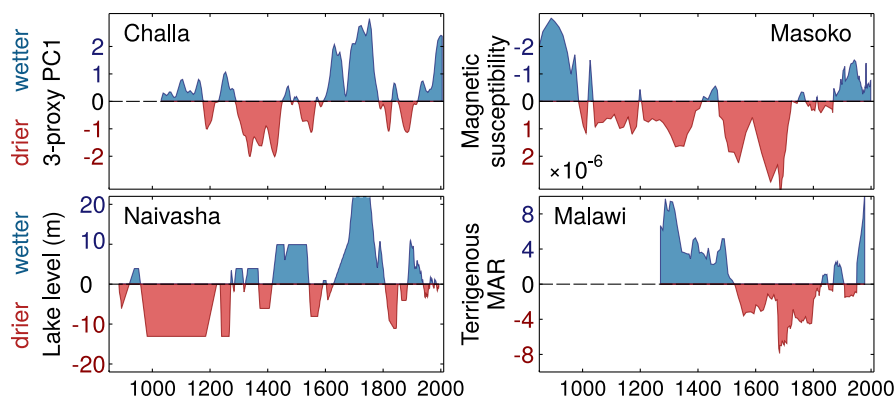 Challa
drier wetter
3-proxy PC1
2
1
0
1
2
Masoko
Magnetic
susceptibility
-2
-1
0
1
2
×10-6
Naivasha
drier wetter
Lake level (m)
20
10
0
-10
-20
1000 1200 1400 1600 1800 2000
Malawi
Terrigenous
MAR
8
4
0
-4
-8
1000 1200 1400 1600 1800 2000